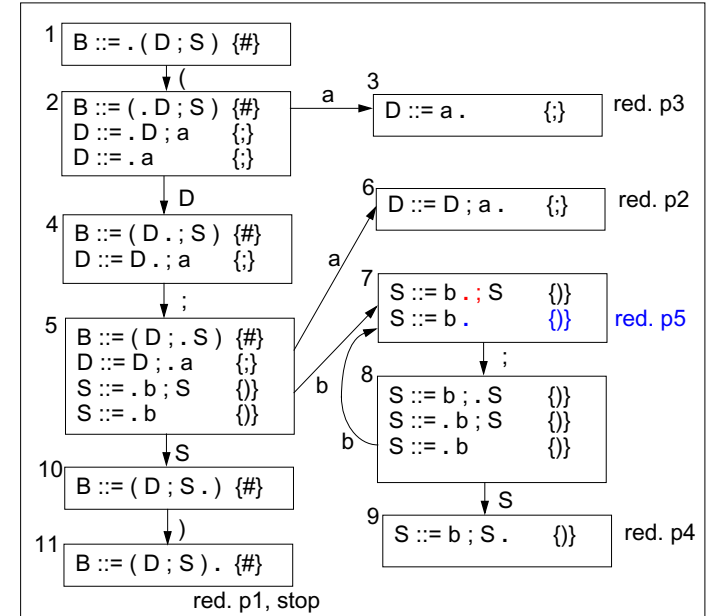 1
B ::= . ( D ; S ) {#}
(
2
B ::= ( . D ; S ) {#}
D ::= . D ; a {;}
D ::= . a {;}
a
3
D ::= a . {;}
red. p3
D
4
B ::= ( D . ; S ) {#}
D ::= D . ; a {;}
;
5
B ::= ( D ; . S ) {#}
D ::= D ; . a {;}
S ::= . b ; S {)}
S ::= . b {)}
a
6
D ::= D ; a . {;}
red. p2
b
7
S ::= b . ; S {)}
S ::= b . {)}
red. p5
;
8
S ::= b ; . S {)}
S ::= . b ; S {)}
S ::= . b {)}
b
S
9
S ::= b ; S . {)}
red. p4
S
10
B ::= ( D ; S . ) {#}
)
11
B ::= ( D ; S ) . {#}
red. p1, stop